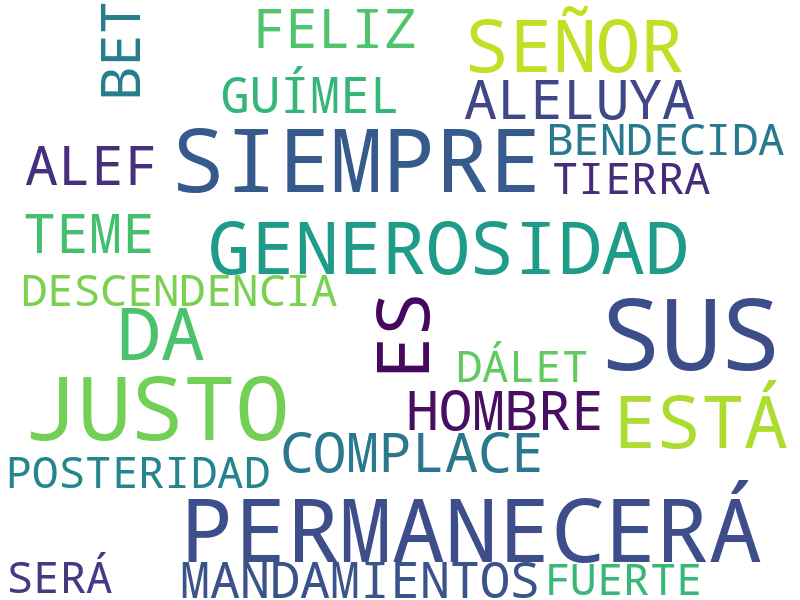 BET
FELIZ
SEÑOR
GUÍMEL
ALELUYA
SIEMPRE
BENDECIDA
ALEF
TIERRA
TEME
GENEROSIDAD
DESCENDENCIA
DA
ES
SUS
DÁLET
JUSTO
HOMBRE
ESTÁ
COMPLACE
POSTERIDAD
PERMANECERÁ
SERÁ
MANDAMIENTOS
FUERTE